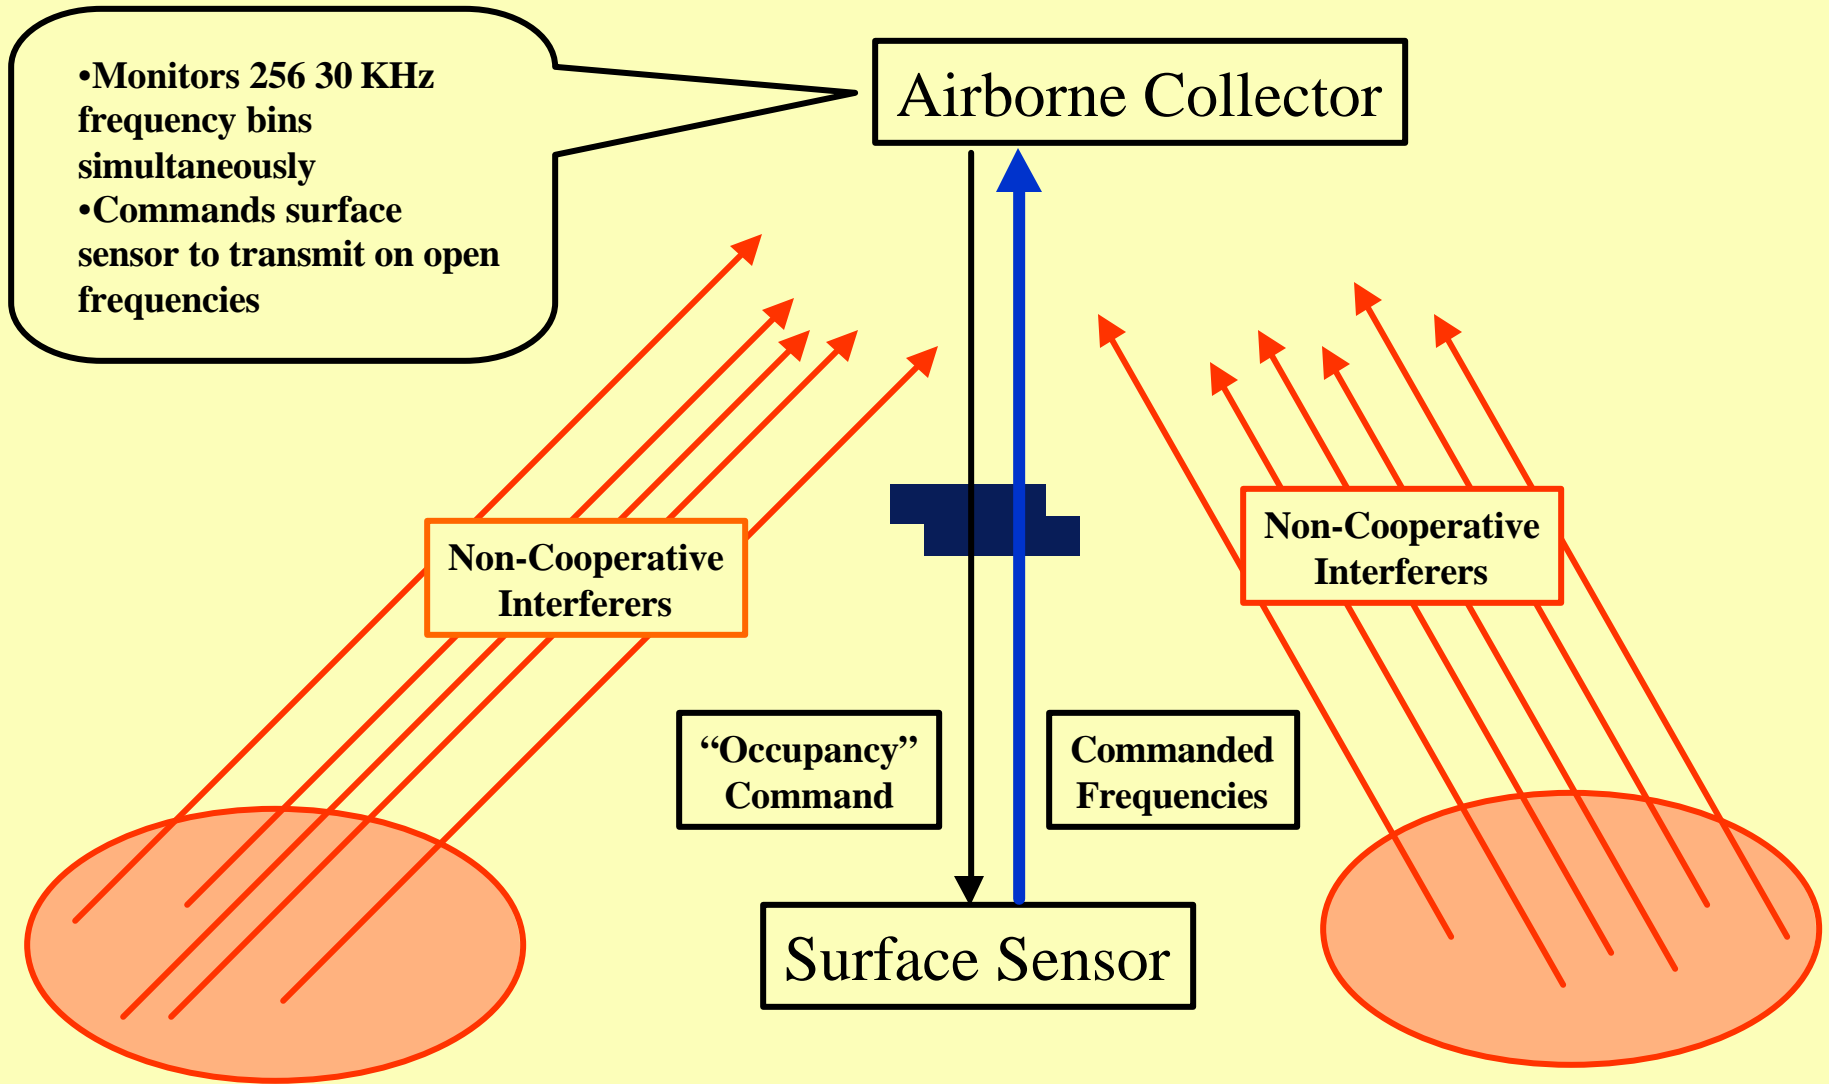 •Monitors 256 30 KHz
frequency bins
simultaneously
•Commands surface
sensor to transmit on open
frequencies
Airborne Collector
Non-Cooperative
Interferers
Non-Cooperative
Interferers
“Occupancy”
Command
Commanded
Frequencies
Surface Sensor